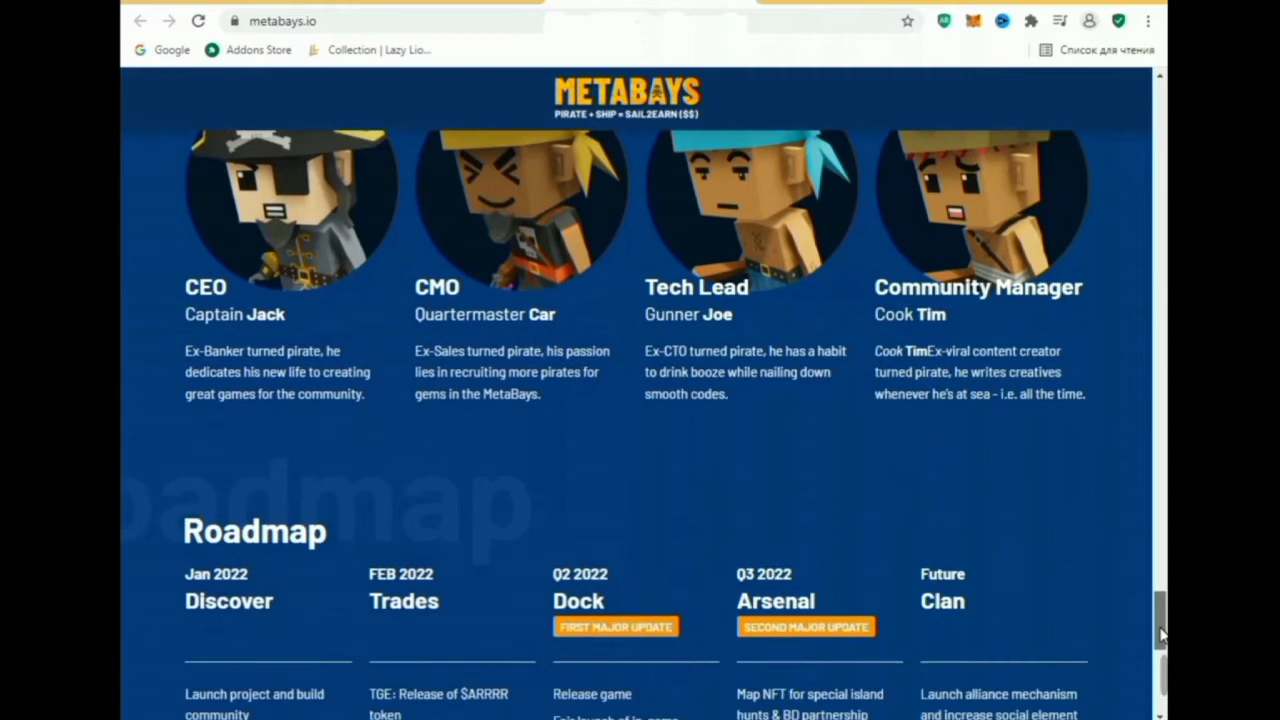 metabays.io
Google
Addons Store
Collection | Lazy Lio...
Список для чтения
METABAYS
PIRATE + SHIP = SAIL2EARN ($$)
CEO
CMO
Tech Lead
Community Manager
Captain Jack
Quartermaster Car
Gunner Joe
Cook Tim
Ex-Banker turned pirate, he
dedicates his new life to creating
great games for the community.
Ex-Sales turned pirate, his passion
lies in recruiting more pirates for
gems in the MetaBays.
Ex-CTO turned pirate, he has a habit
to drink booze while nailing down
smooth codes.
Cook TimEx-viral content creator
turned pirate, he writes creatives
whenever he's at sea - i.e. all the time.
roadmap
Roadmap
Jan 2022
Discover
Launch project and build
community
FEB 2022
Trades
TGE: Release of $ARRRR
token
Q2 2022
Dock
FIRST MAJOR UPDATE
Release game
Fair launch of in-game
Q3 2022
Arsenal
SECOND MAJOR UPDATE
Map NFT for special island
hunts & BD partnership
Future
Clan
Launch alliance mechanism
and increase social element